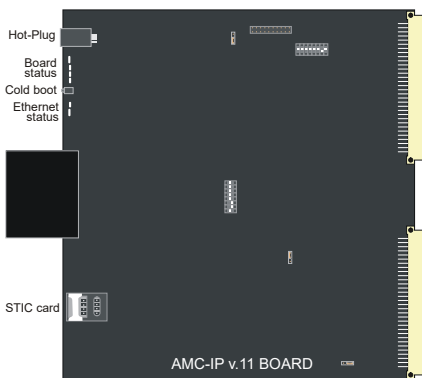 Hot-Plug
Board
status
Cold boot
Ethernet
status
STIC card
AMC-IP v.11 BOARD